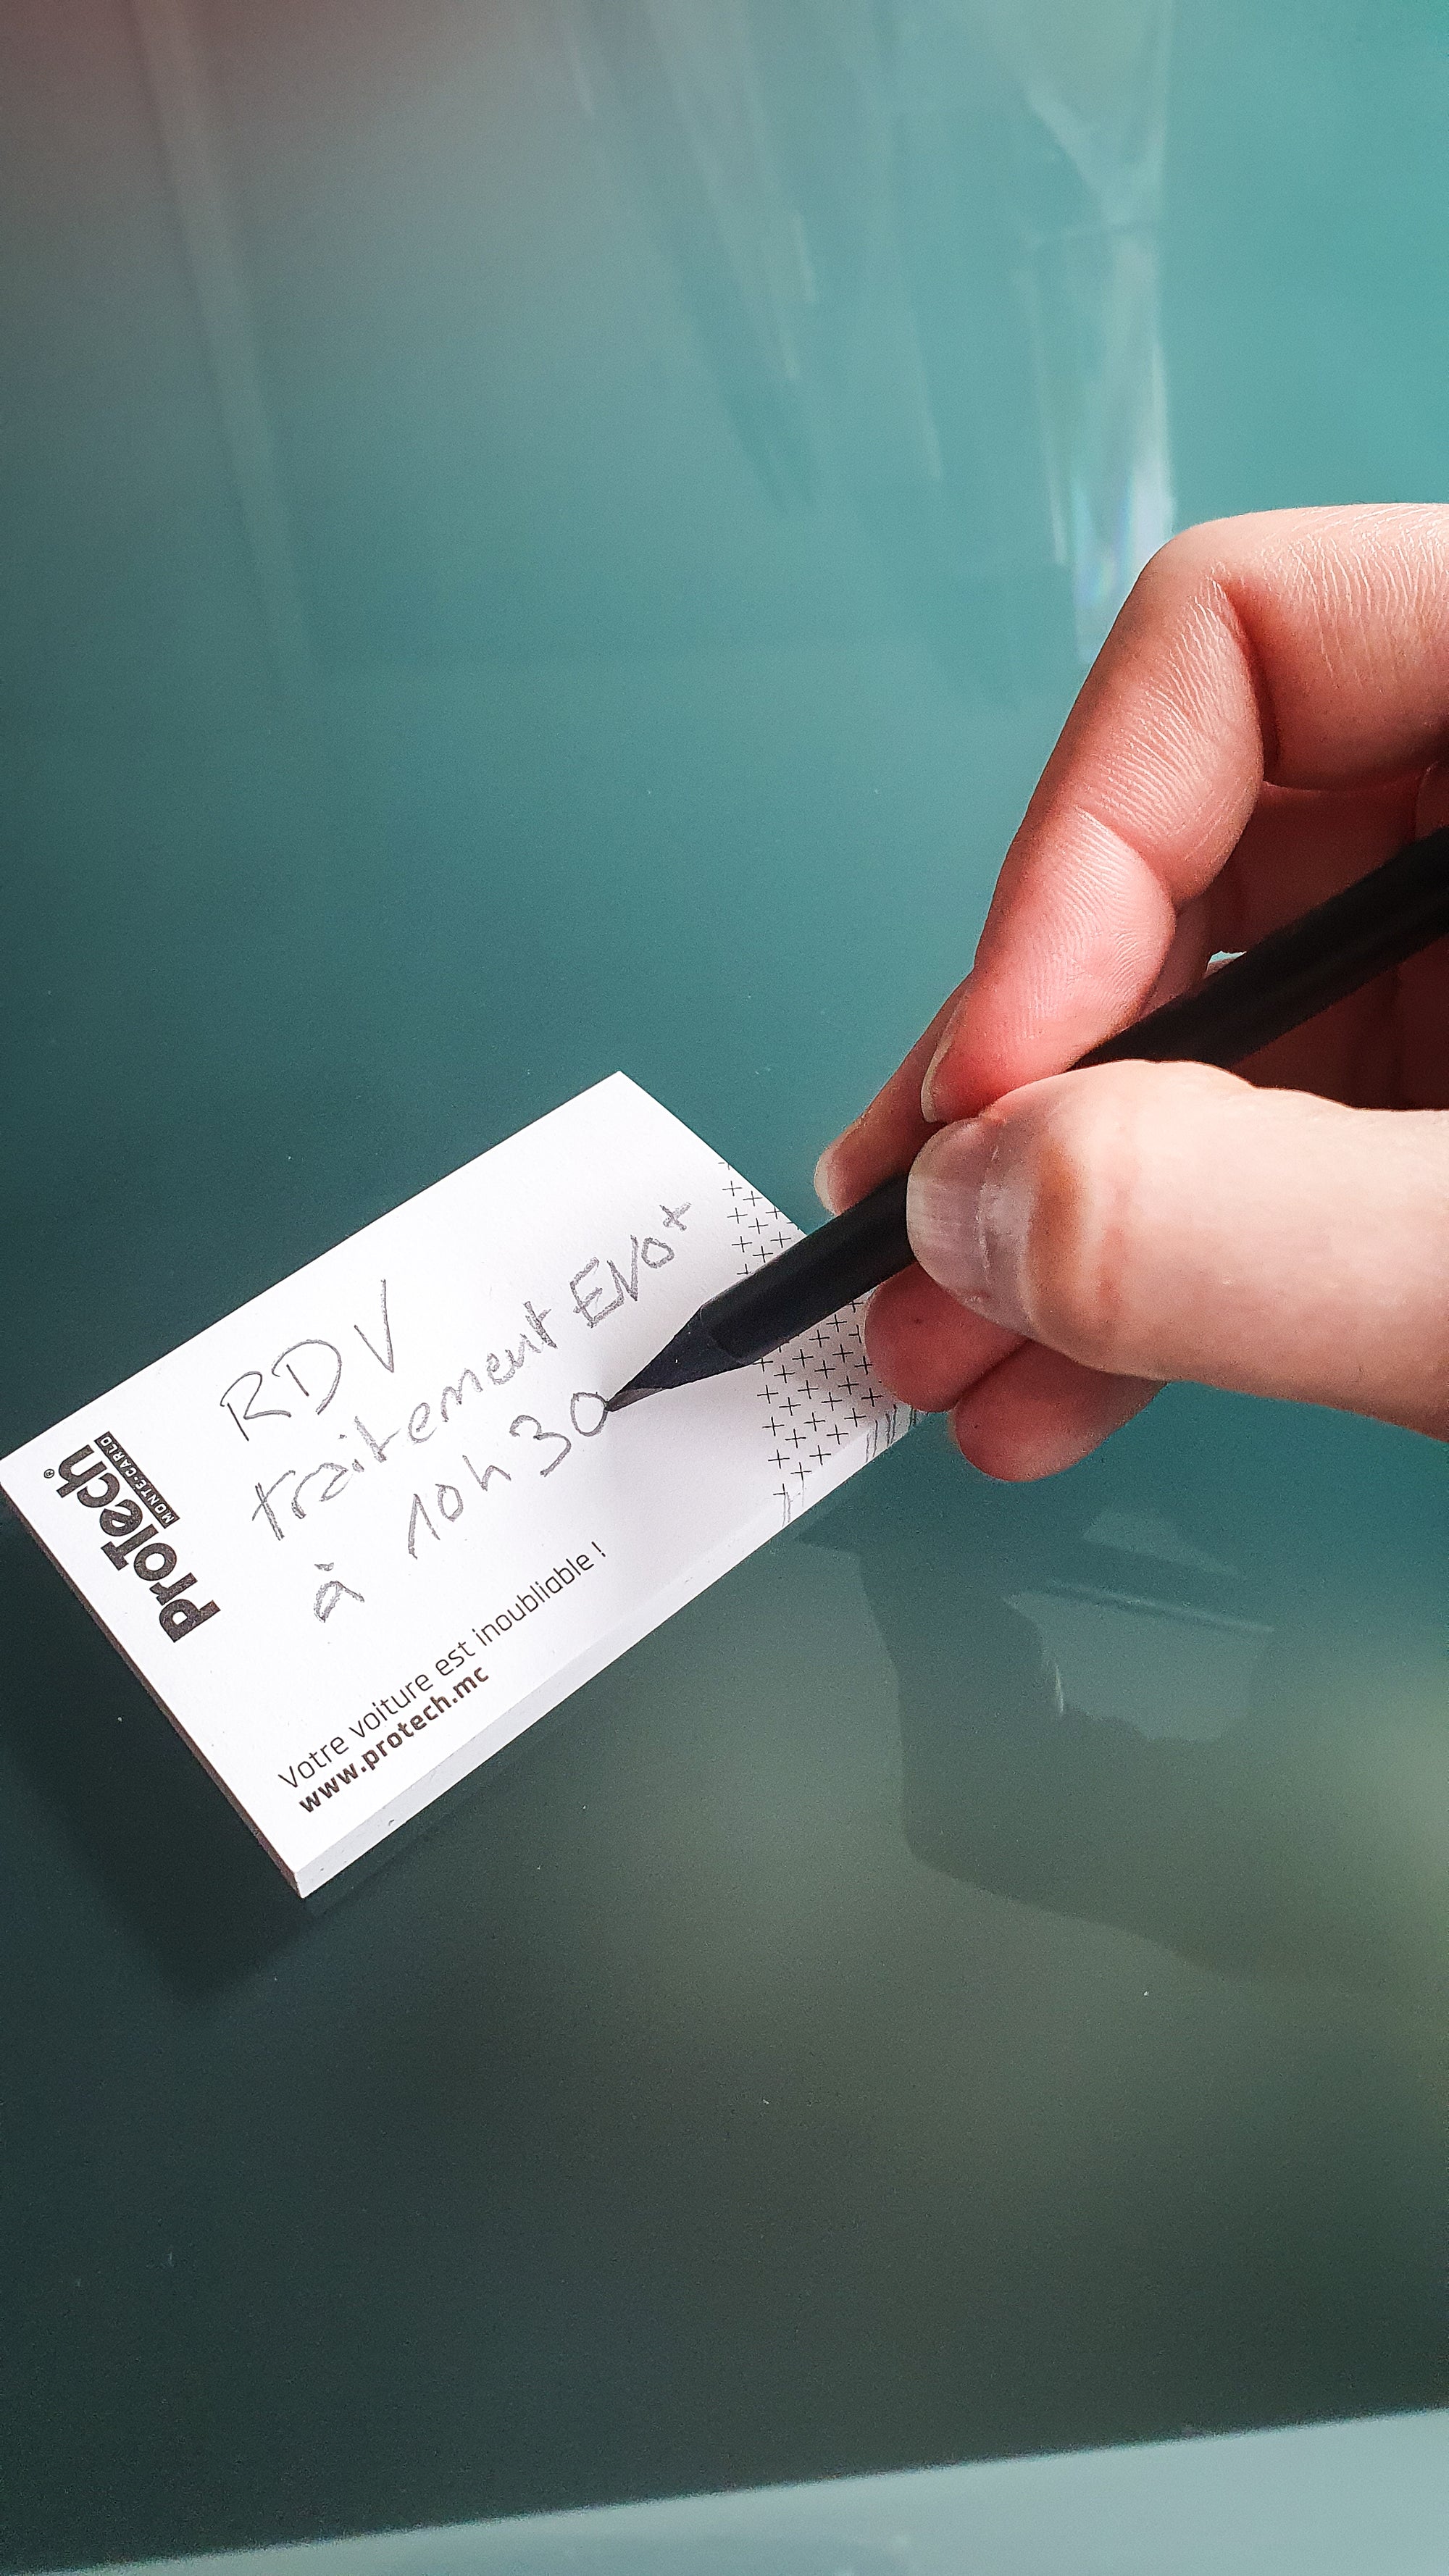 ProTech®
MONTE-CARLO
RDV
traitement EVO+
à 10h30
Votre voiture est inoubliable !
www.protech.mc